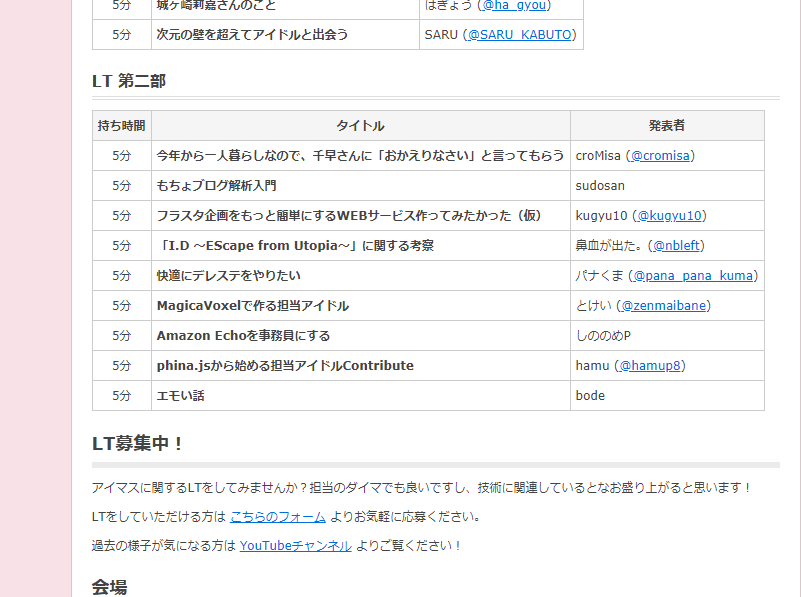 5分 城ヶ崎莉嘉さんのこと はぎょう (@ha_gyou)
5分 次元の壁を超えてアイドルと出会う SARU (@SARU_KABUTO)
LT 第二部
持ち時間 タイトル 発表者
5分 今年から一人暮らしなので、千早さんに「おかえりなさい」と言ってもらう croMisa (@cromisa)
5分 もちょブログ解析入門 sudosan
5分 フラスタ企画をもっと簡単にするWEBサービス作ってみたかった（仮） kugyu10 (@kugyu10)
5分 「I.D ～EScape from Utopia～」に関する考察 鼻血が出た。(@nbleft)
5分 快適にデレステをやりたい パナくま (@pana_pana_kuma)
5分 MagicaVoxelで作る担当アイドル とけい (@zenmaibane)
5分 Amazon Echoを事務員にする しののめP
5分 phina.jsから始める担当アイドルContribute hamu (@hamup8)
5分 エモい話 bode
LT募集中！
アイマスに関するLTをしてみませんか？担当のダイマでも良いですし、技術に関連しているとなお盛り上がると思います！
LTをしていただける方は こちらのフォーム よりお気軽に応募ください。
過去の様子が気になる方は YouTubeチャンネル よりご覧ください！
会場